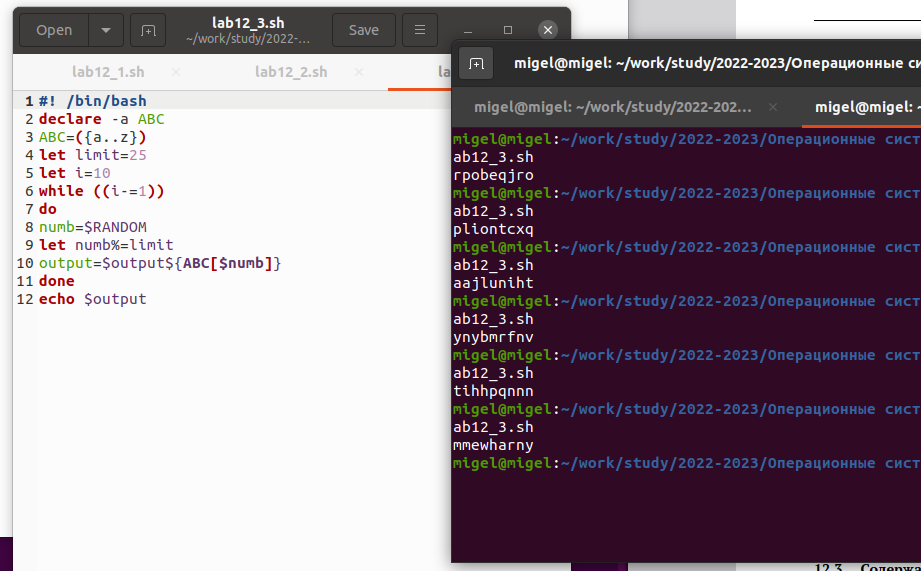 Open
lab12_3.sh
~/work/study/2022-...
Save
lab12_1.sh ×
lab12_2.sh ×
1 #! /bin/bash
2 declare -a ABC
3 ABC=({a..z})
4 let limit=25
5 let i=10
6 while ((i-=1))
7 do
8 numb=$RANDOM
9 let numb%=limit
10 output=$output${ABC[$numb]}
11 done
12 echo $output
migel@migel: ~/work/study/2022-2023/Операционные си
migel@migel: ~/work/study/2022-202... ×
migel@migel: ~
migel@migel:~/work/study/2022-2023/Операционные сист
ab12_3.sh
rpobeqjro
migel@migel:~/work/study/2022-2023/Операционные сист
ab12_3.sh
pliontcxq
migel@migel:~/work/study/2022-2023/Операционные сист
ab12_3.sh
aajluniht
migel@migel:~/work/study/2022-2023/Операционные сист
ab12_3.sh
ynybmrfnv
migel@migel:~/work/study/2022-2023/Операционные сист
ab12_3.sh
tihhpqnnn
migel@migel:~/work/study/2022-2023/Операционные сист
ab12_3.sh
mmewharny
migel@migel:~/work/study/2022-2023/Операционные сист
12.3. Содержа